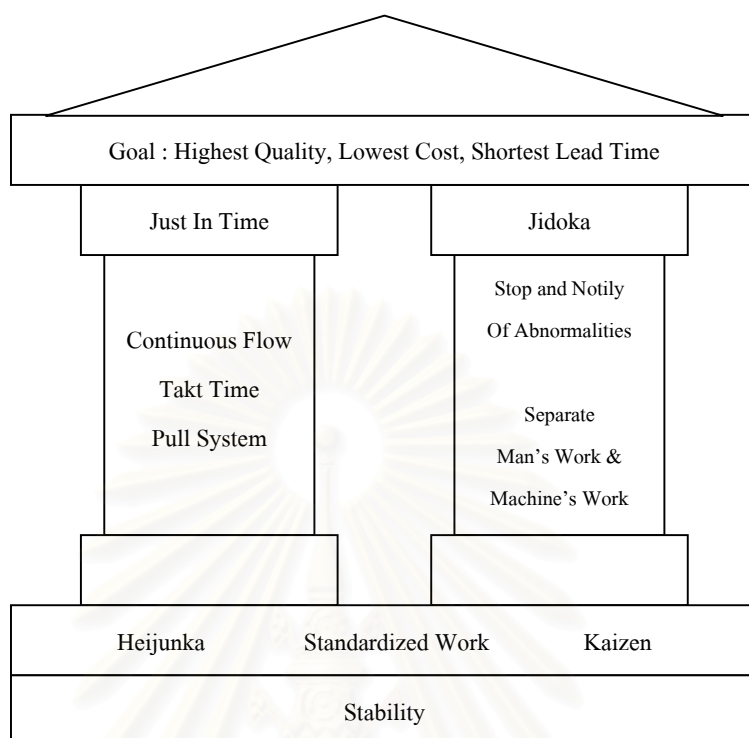 Goal : Highest Quality, Lowest Cost, Shortest Lead Time
Just In Time
Continuous Flow
Takt Time
Pull System
Jidoka
Stop and Notily
Of Abnormalities
Separate
Man's Work &
Machine's Work
Heijunka Standardized Work Kaizen
Stability